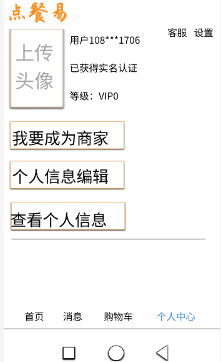 点餐易
客服 设置
上传
头像
用户108***1706
已获得实名认证
等级：VIP0
我要成为商家
个人信息编辑
查看个人信息
首页 消息 购物车 个人中心